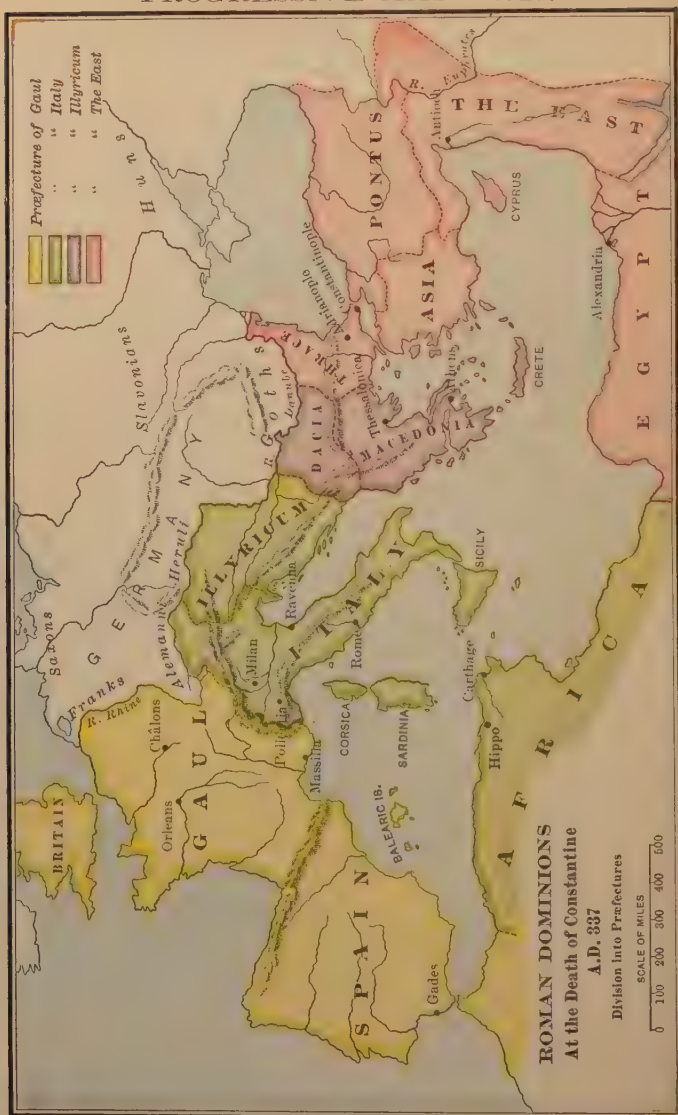 ROMAN DOMINIONS
At the Death of Constantine
A.D. 337
Division into Præfectures
SCALE OF MILES
0 100 200 300 400 500
Præfecture of Gaul
" " Italy
" " Illyricum
" " The East
BRITAIN
Saxons
Franks
R. Rhine
GERMANY
Alemanni
Heruli
Slavonians
Huns
Goths
R. Danube
Châlons
Orleans
GAUL
Massilia
Milan
ILLYRICUM
Ravenna
ITALY
Rome
CORSICA
SARDINIA
SICILY
BALEARIC IS.
SPAIN
Gades
Carthage
Hippo
AFRICA
DACIA
MACEDONIA
THRACE
Adrianople
Constantinople
Thessalonica
Athens
CRETE
PONTUS
ASIA
CYPRUS
R. Euphrates
Antioch
THE EAST
Alexandria
EGYPT